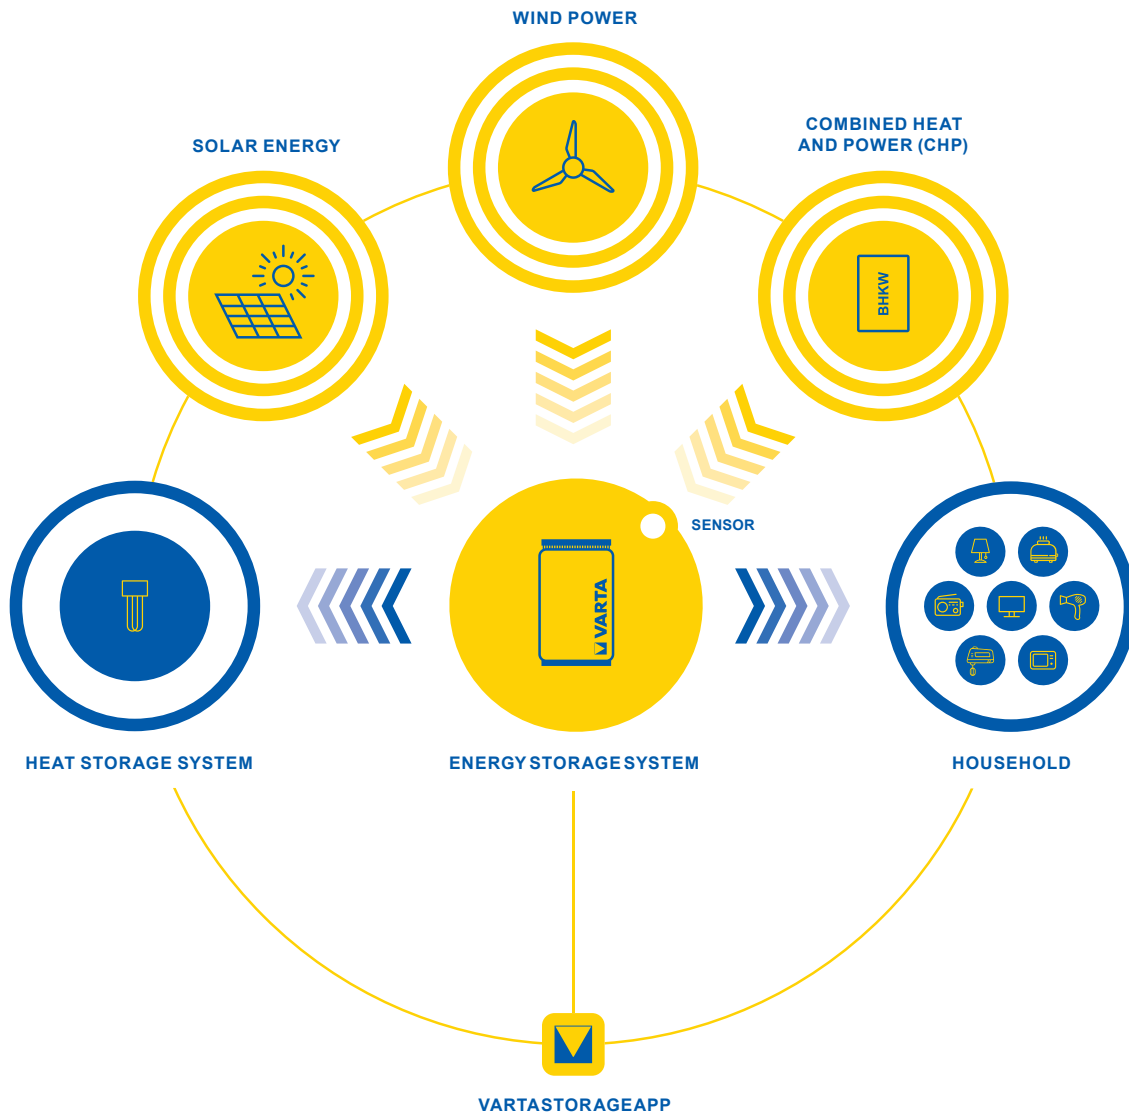 WIND POWER
SOLAR ENERGY
COMBINED HEAT
AND POWER (CHP)
BHKW
SENSOR
VARTA
HEAT STORAGE SYSTEM
ENERGY STORAGE SYSTEM
HOUSEHOLD
VARTASTORAGEAPP